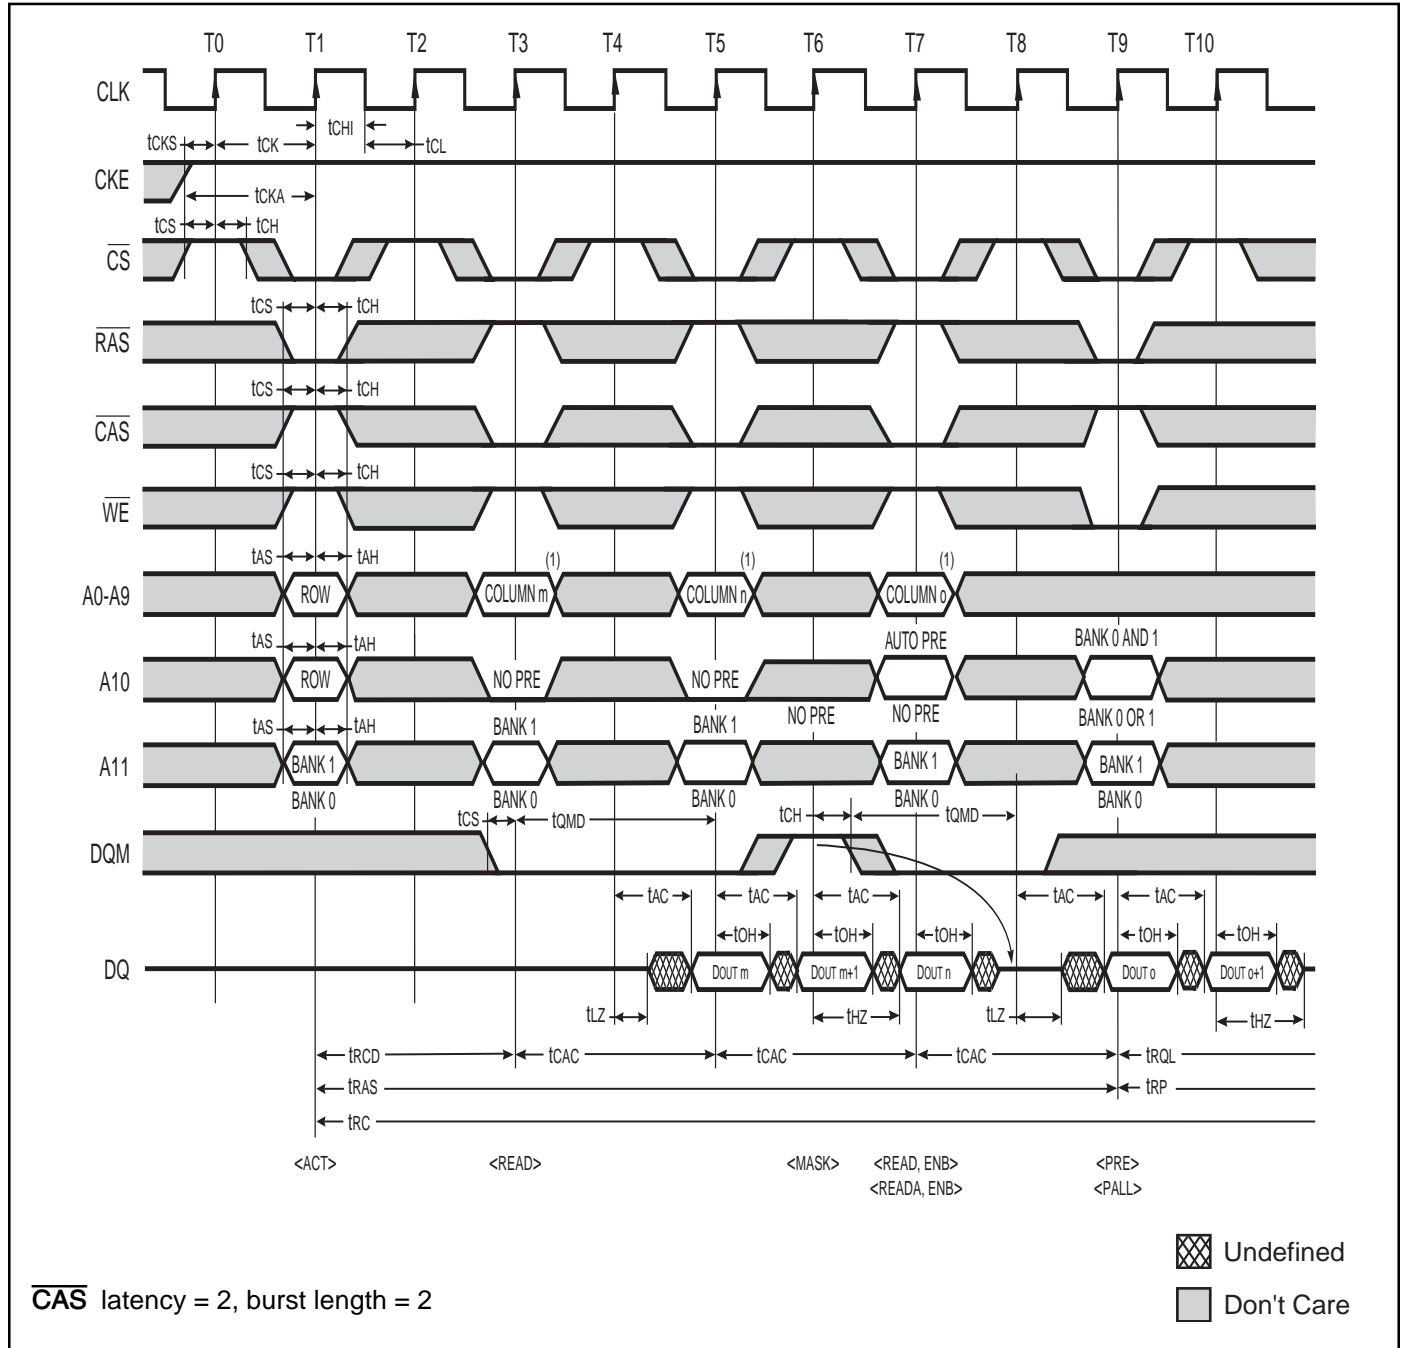 T0 T1 T2 T3 T4 T5 T6 T7 T8 T9 T10
CLK
tCHI
tCKS tCK tCL
CKE
tCKA
tCS tCH
CS
tCS tCH
RAS
tCS tCH
CAS
tCS tCH
WE
tAS tAH (1) (1) (1)
A0-A9 ROW COLUMN m COLUMN n COLUMN o
tAS tAH AUTO PRE BANK 0 AND 1
A10 ROW NO PRE NO PRE
tAS tAH BANK 1 BANK 1 NO PRE NO PRE BANK 0 OR 1
A11 BANK 1 BANK 1 BANK 1
BANK 0 BANK 0 BANK 0 BANK 0 BANK 0
tCS tQMD tCH tQMD
DQM
tAC tAC tAC tAC tAC
tOH tOH tOH tOH tOH
DQ DOUT m DOUT m+1 DOUT n DOUT o DOUT o+1
tLZ tHZ tLZ tHZ
tRCD tCAC tCAC tCAC tRQL
tRAS tRP
tRC
<ACT> <READ> <MASK> <READ, ENB> <PRE>
<READA, ENB> <PALL>
Undefined
CAS latency = 2, burst length = 2
Don't Care